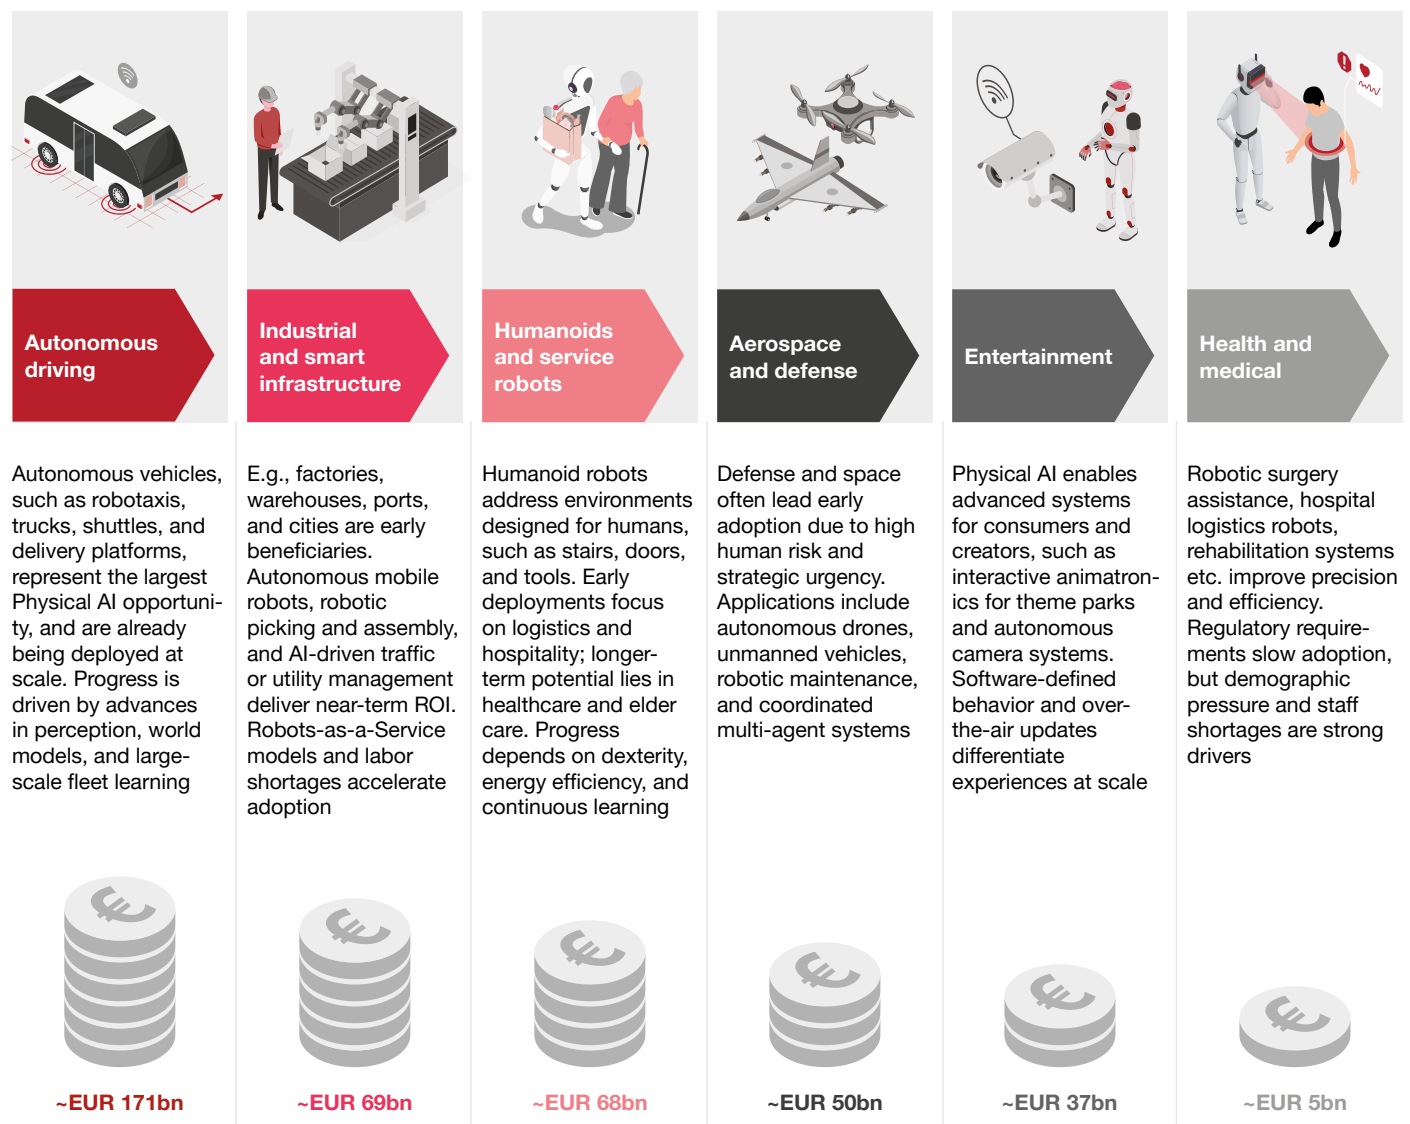 Autonomous
driving
Industrial
and smart
infrastructure
Humanoids
and service
robots
Aerospace
and defense
Entertainment
Health and
medical
Autonomous vehicles,
such as robotaxis,
trucks, shuttles, and
delivery platforms,
represent the largest
Physical AI opportuni-
ty, and are already
being deployed at
scale. Progress is
driven by advances
in perception, world
models, and large-
scale fleet learning
E.g., factories,
warehouses, ports,
and cities are early
beneficiaries.
Autonomous mobile
robots, robotic
picking and assembly,
and AI-driven traffic
or utility management
deliver near-term ROI.
Robots-as-a-Service
models and labor
shortages accelerate
adoption
Humanoid robots
address environments
designed for humans,
such as stairs, doors,
and tools. Early
deployments focus
on logistics and
hospitality; longer-
term potential lies in
healthcare and elder
care. Progress
depends on dexterity,
energy efficiency, and
continuous learning
Defense and space
often lead early
adoption due to high
human risk and
strategic urgency.
Applications include
autonomous drones,
unmanned vehicles,
robotic maintenance,
and coordinated
multi-agent systems
Physical AI enables
advanced systems
for consumers and
creators, such as
interactive animatron-
ics for theme parks
and autonomous
camera systems.
Software-defined
behavior and over-
the-air updates
differentiate
experiences at scale
Robotic surgery
assistance, hospital
logistics robots,
rehabilitation systems
etc. improve precision
and efficiency.
Regulatory require-
ments slow adoption,
but demographic
pressure and staff
shortages are strong
drivers
€
€
€
€
€
€
~EUR 171bn
~EUR 69bn
~EUR 68bn
~EUR 50bn
~EUR 37bn
~EUR 5bn